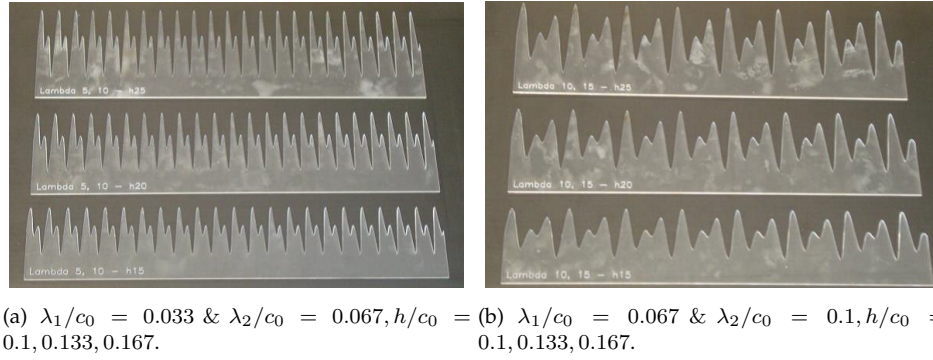 Lambda 5, 10 - h25
Lambda 5, 10 - h20
Lambda 5, 10 - h15
Lambda 10, 15 - h25
Lambda 10, 15 - h20
Lambda 10, 15 - h15
(a) λ₁/c₀ = 0.033 & λ₂/c₀ = 0.067, h/c₀ =
0.1, 0.133, 0.167.
(b) λ₁/c₀ = 0.067 & λ₂/c₀ = 0.1, h/c₀ =
0.1, 0.133, 0.167.